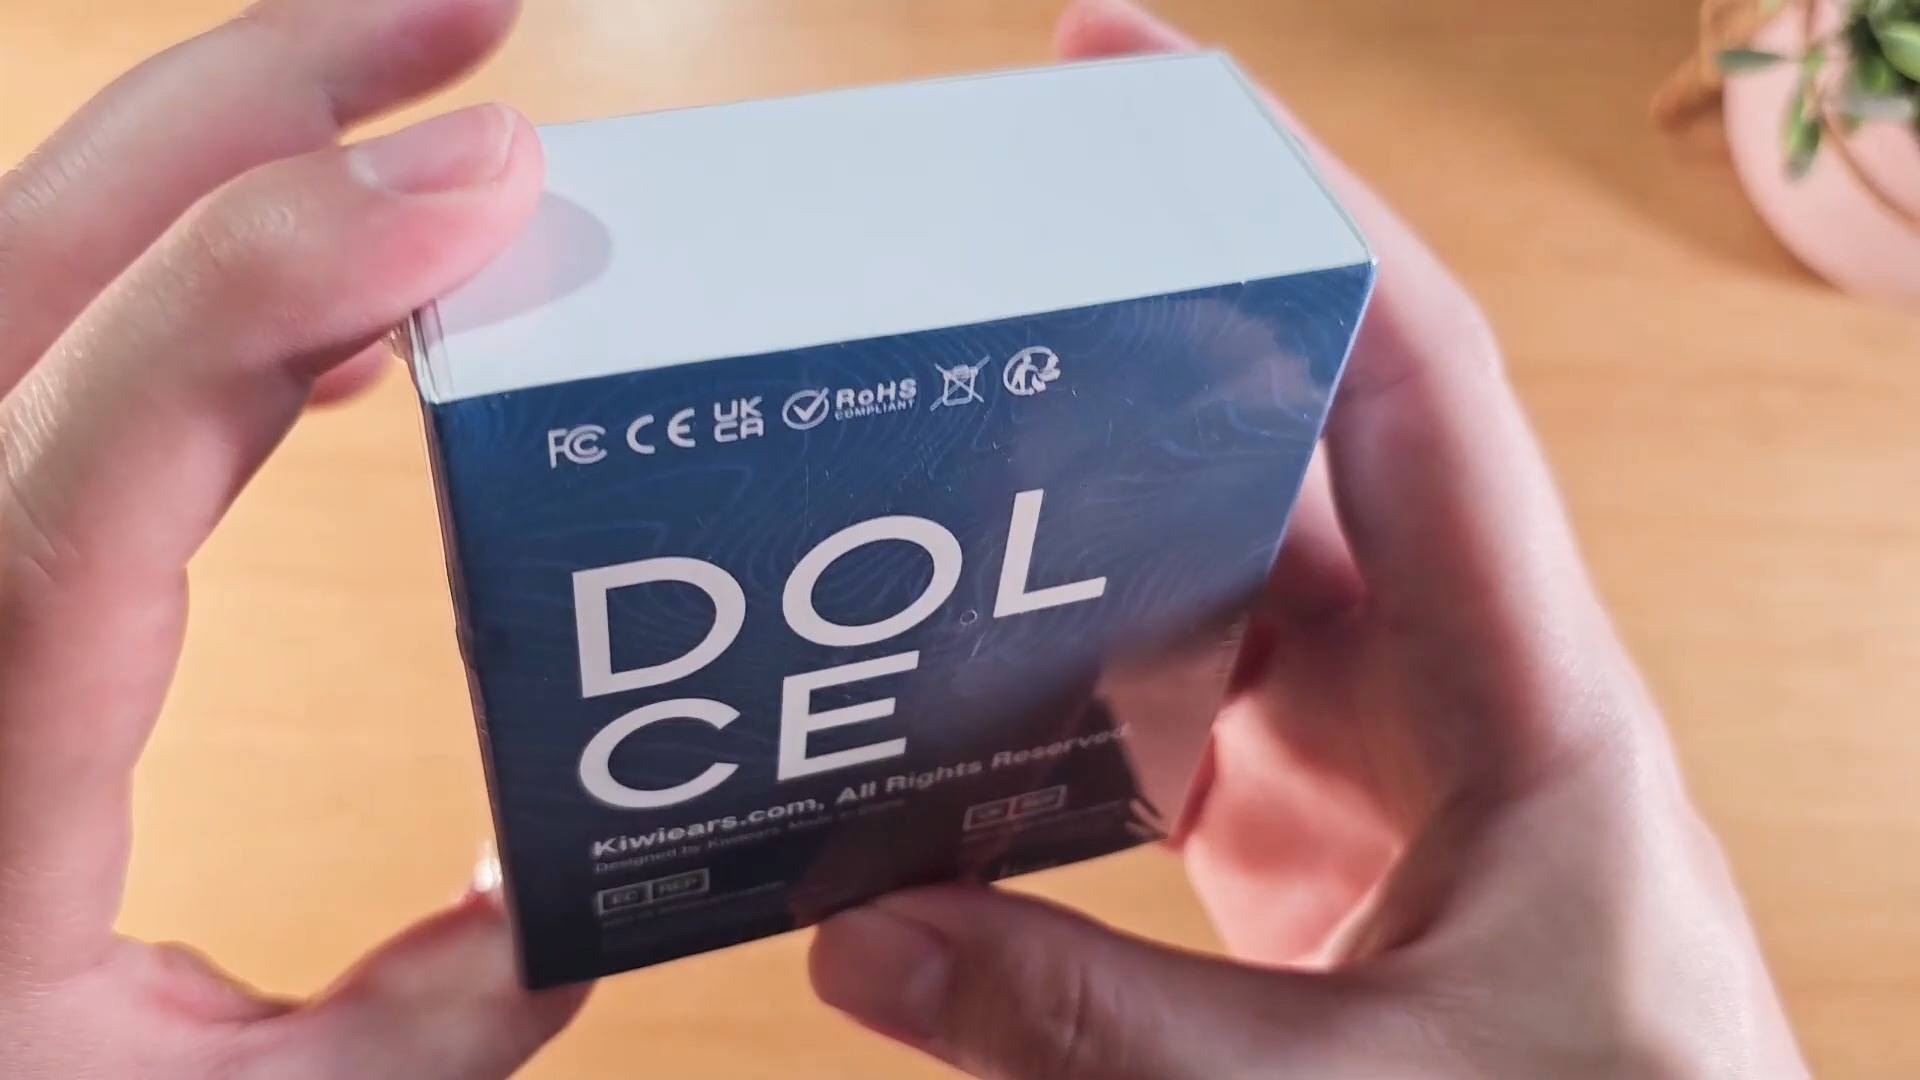 FC CE UK CA RoHS COMPLIANT
DOL
CE
Kiwiears.com, All Rights Reserved
Designed by Kiwiears. Made in China
EC REP